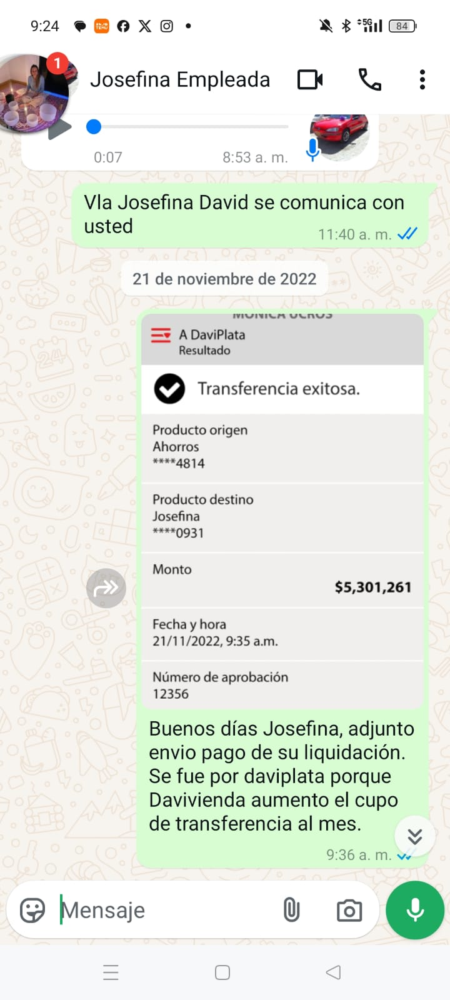 9:24
5G
84
1
Josefina Empleada
0:07
8:53 a. m.
Vla Josefina David se comunica con
usted
11:40 a. m.
21 de noviembre de 2022
MONICA UCROS
A DaviPlata
Resultado
Transferencia exitosa.
Producto origen
Ahorros
****4814
Producto destino
Josefina
****0931
Monto
$5,301,261
Fecha y hora
21/11/2022, 9:35 a.m.
Número de aprobación
12356
Buenos días Josefina, adjunto
envio pago de su liquidación.
Se fue por daviplata porque
Davivienda aumento el cupo
de transferencia al mes.
9:36 a. m.
Mensaje